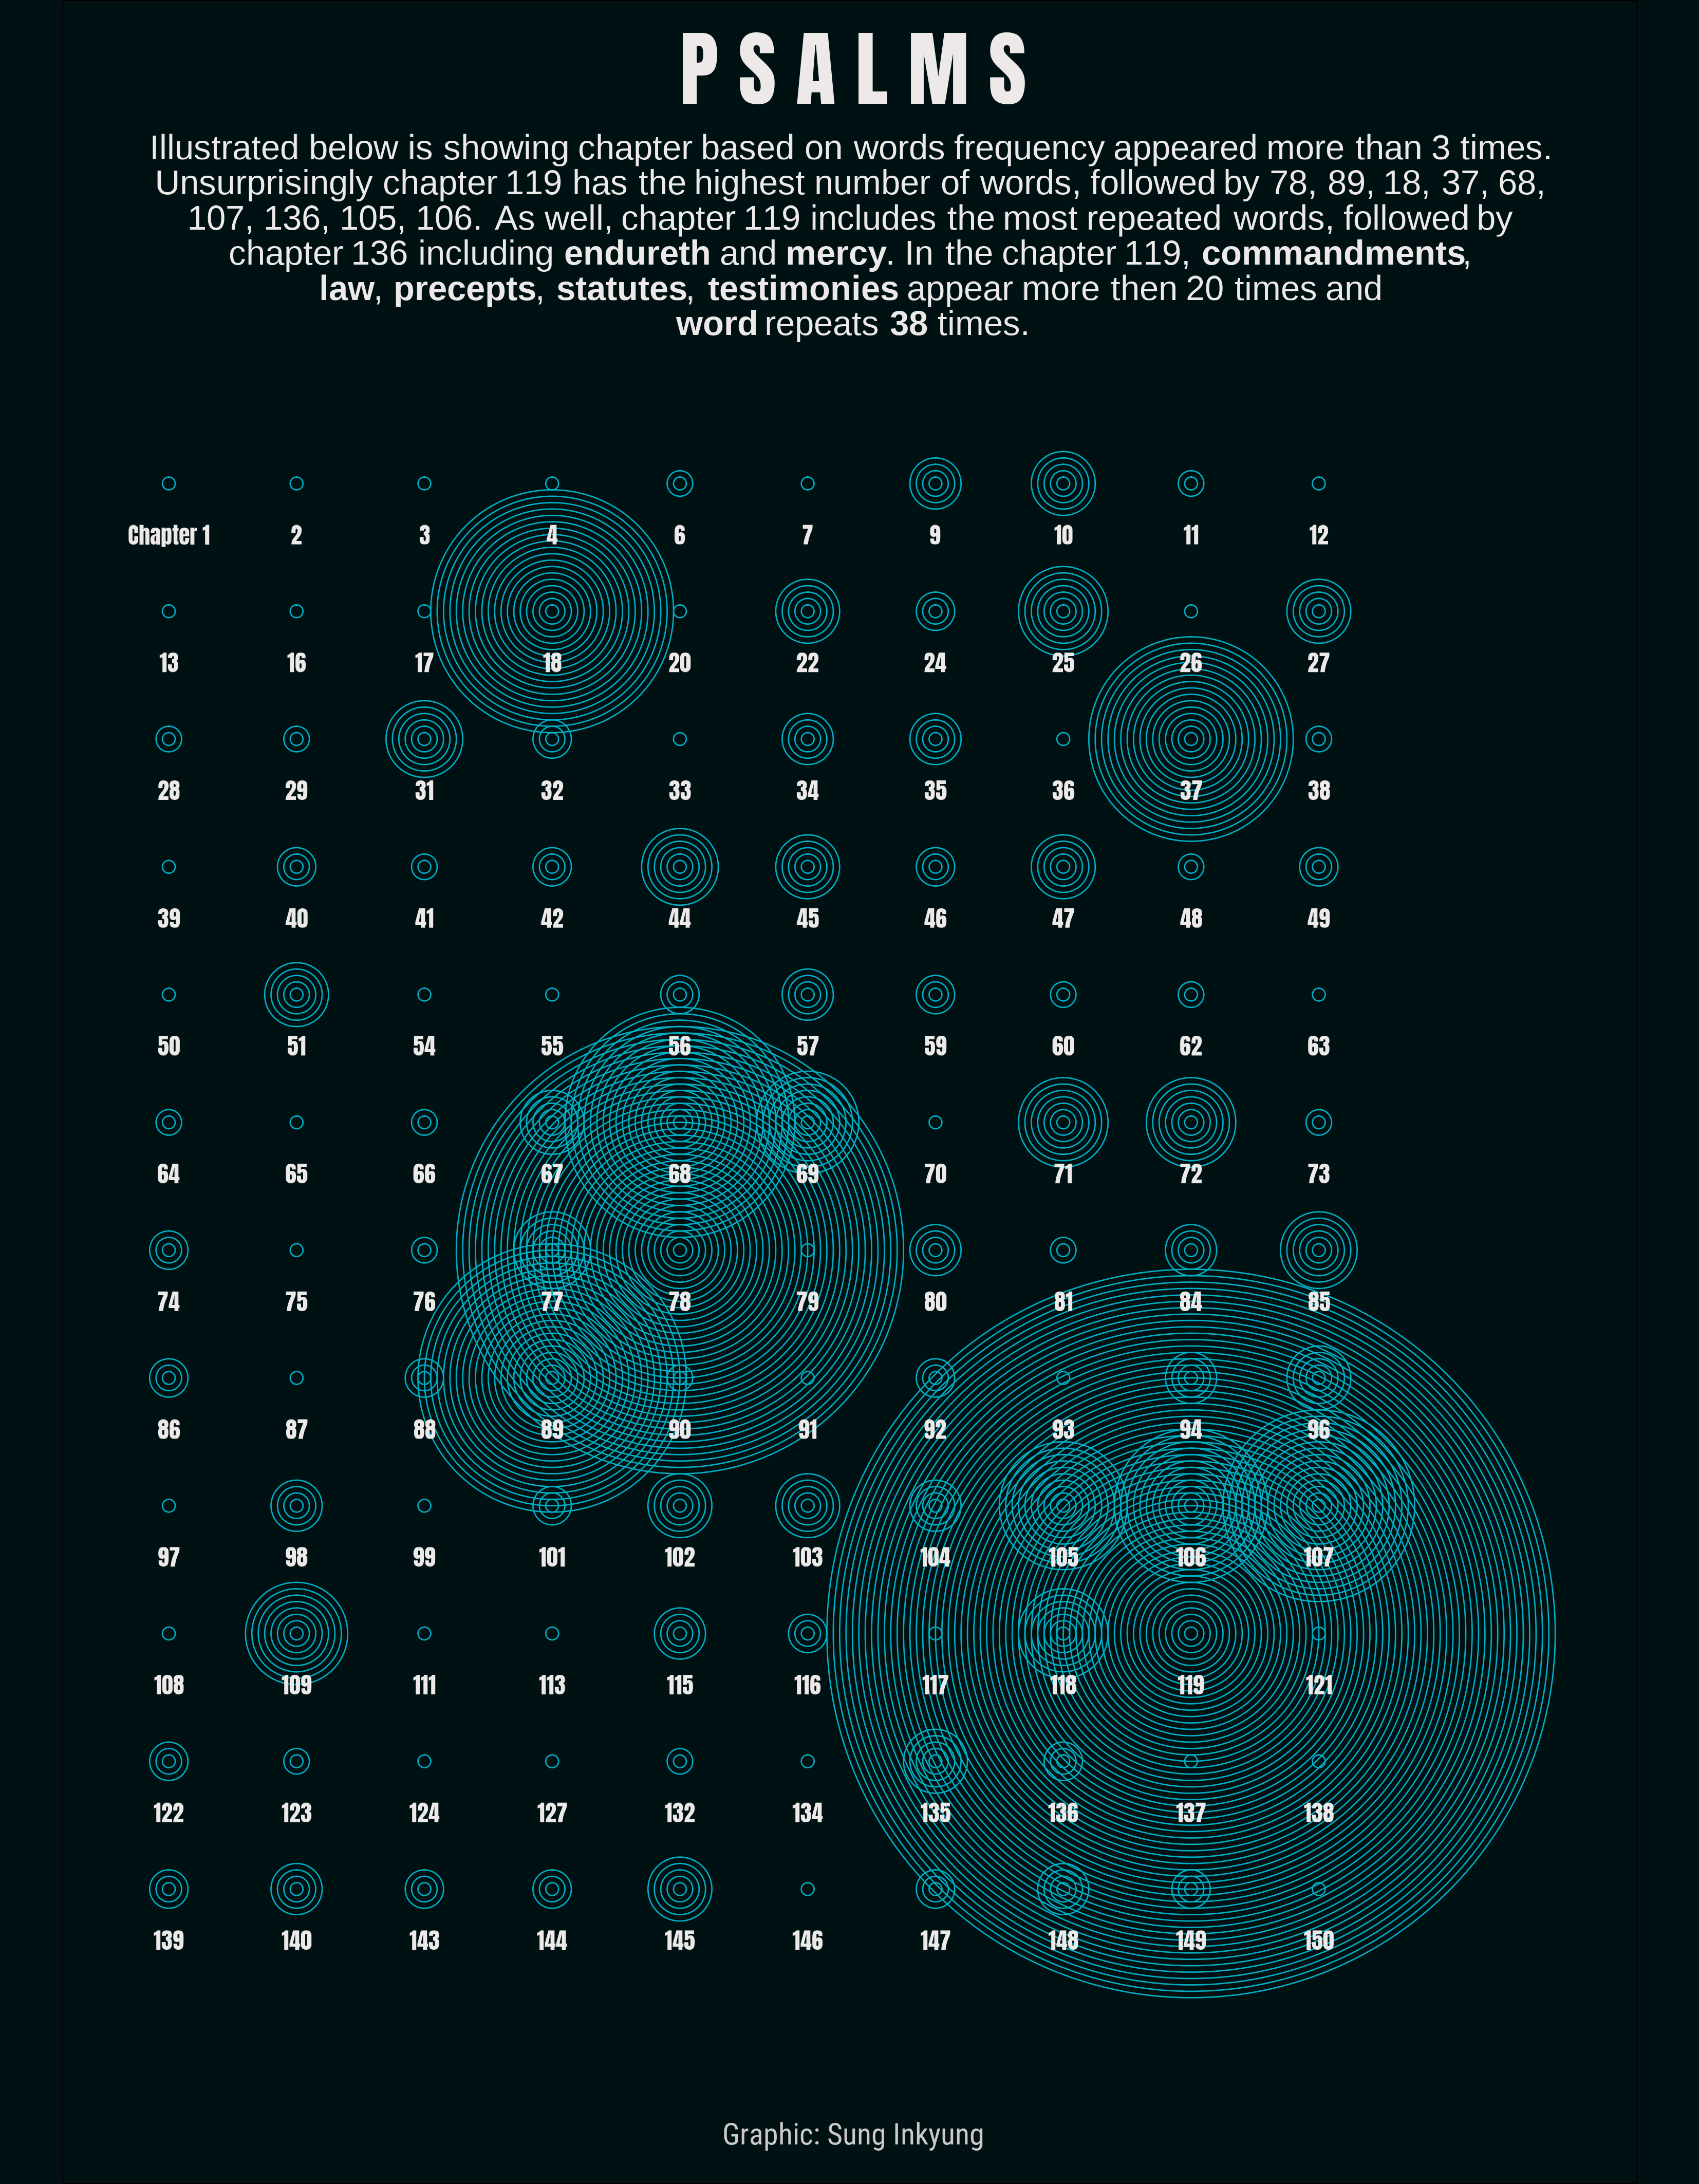 PSALMS
Illustrated below is showing chapter based on words frequency appeared more than 3 times.
Unsurprisingly chapter 119 has the highest number of words, followed by 78, 89, 18, 37, 68,
107, 136, 105, 106. As well, chapter 119 includes the most repeated words, followed by
chapter 136 including endureth and mercy. In the chapter 119, commandments,
law, precepts, statutes, testimonies appear more then 20 times and
word repeats 38 times.
Chapter 1 2 3 4 6 7 9 10 11 12
13 16 17 18 20 22 24 25 26 27
28 29 31 32 33 34 35 36 37 38
39 40 41 42 44 45 46 47 48 49
50 51 54 55 56 57 59 60 62 63
64 65 66 67 68 69 70 71 72 73
74 75 76 77 78 79 80 81 84 85
86 87 88 89 90 91 92 93 94 96
97 98 99 101 102 103 104 105 106 107
108 109 111 113 115 116 117 118 119 121
122 123 124 127 132 134 135 136 137 138
139 140 143 144 145 146 147 148 149 150
Graphic: Sung Inkyung